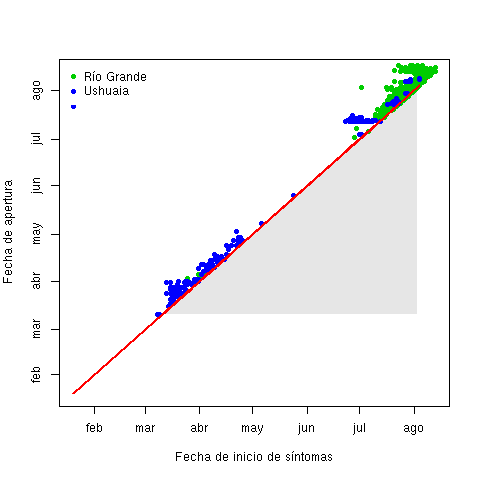 Río Grande
Ushuaia
Fecha de apertura
ago
jul
jun
may
abr
mar
feb
feb mar abr may jun jul ago
Fecha de inicio de síntomas